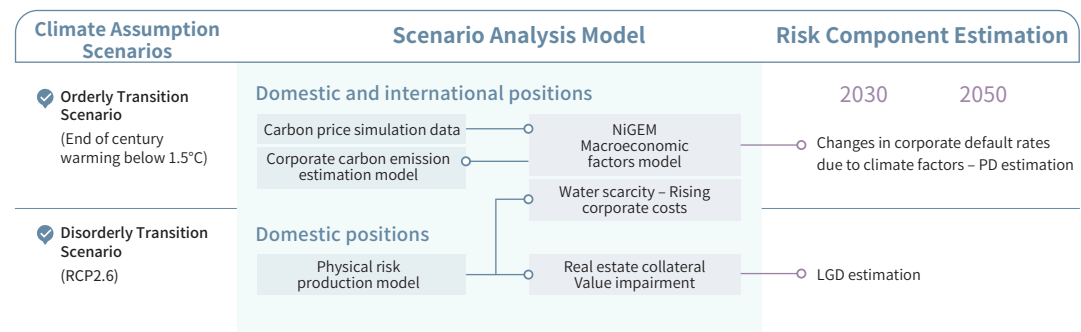 Climate Assumption
Scenarios
Scenario Analysis Model
Risk Component Estimation
Orderly Transition
Scenario
(End of century
warming below 1.5°C)
Disorderly Transition
Scenario
(RCP2.6)
Domestic and international positions
Carbon price simulation data
Corporate carbon emission
estimation model
NiGEM
Macroeconomic
factors model
Water scarcity – Rising
corporate costs
Domestic positions
Physical risk
production model
Real estate collateral
Value impairment
2030
2050
Changes in corporate default rates
due to climate factors – PD estimation
LGD estimation